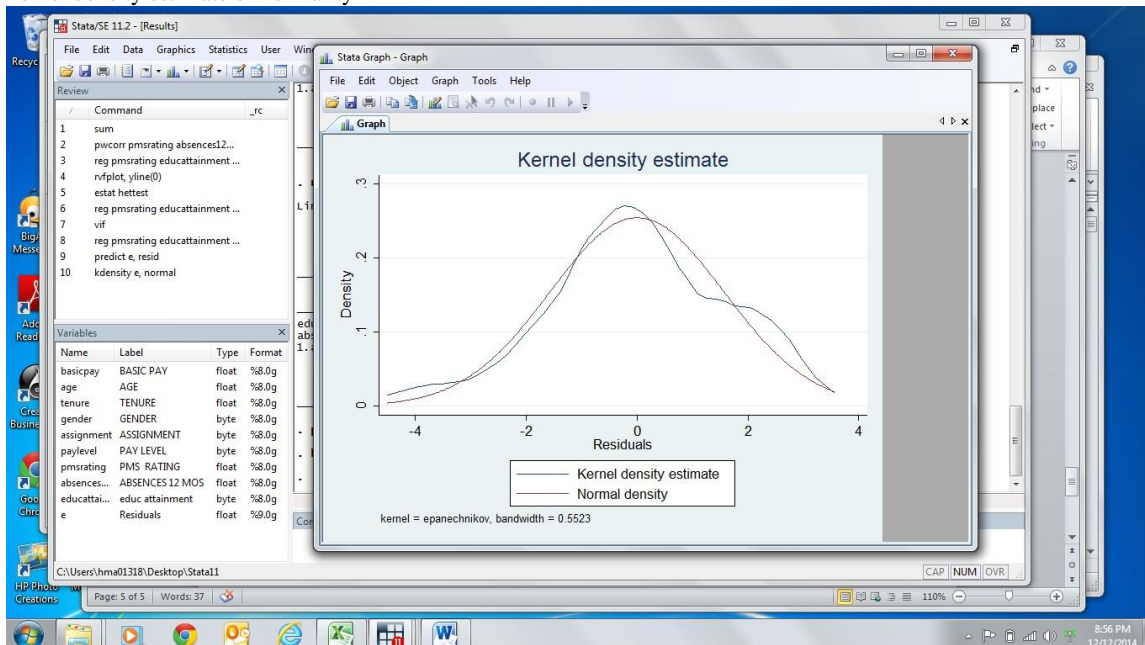 Stata/SE 11.2 - [Results]
File Edit Data Graphics Statistics User
Review
Command _rc
1 sum
2 pwcorr pmsrating absences12...
3 reg pmsrating educattainment ...
4 rvfplot, yline(0)
5 estat hettest
6 reg pmsrating educattainment ...
7 vif
8 reg pmsrating educattainment ...
9 predict e, resid
10 kdensity e, normal
Variables
Name Label Type Format
basicpay BASIC PAY float %8.0g
age AGE float %8.0g
tenure TENURE float %8.0g
gender GENDER byte %8.0g
assignment ASSIGNMENT byte %8.0g
paylevel PAY LEVEL byte %8.0g
pmsrating PMS RATING float %8.0g
absences... ABSENCES 12 MOS float %8.0g
educattai... educ attainment byte %8.0g
e Residuals float %9.0g
C:\Users\hma01318\Desktop\Stata11
CAP NUM OVR
Stata Graph - Graph
File Edit Object Graph Tools Help
Graph
Kernel density estimate
Density
0 .1 .2 .3
-4 -2 0 2 4
Residuals
Kernel density estimate
Normal density
kernel = epanechnikov, bandwidth = 0.5523
Page: 5 of 5 Words: 37
110%
HP Photo
Creations
8:56 PM
12/12/2014